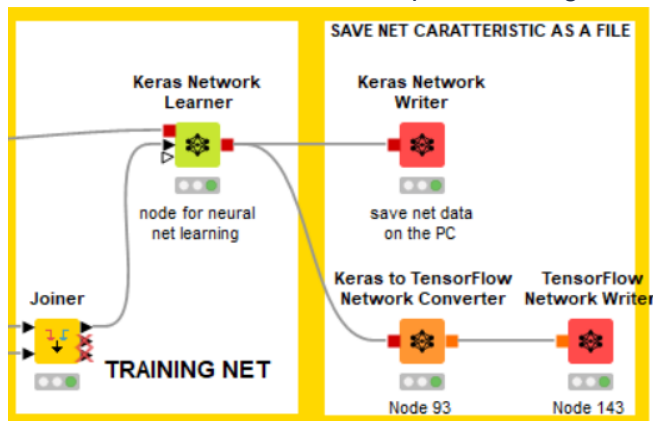 SAVE NET CARATTERISTIC AS A FILE
Keras Network
Learner
node for neural
net learning
Keras Network
Writer
save net data
on the PC
Joiner
TRAINING NET
Keras to TensorFlow
Network Converter
Node 93
TensorFlow
Network Writer
Node 143